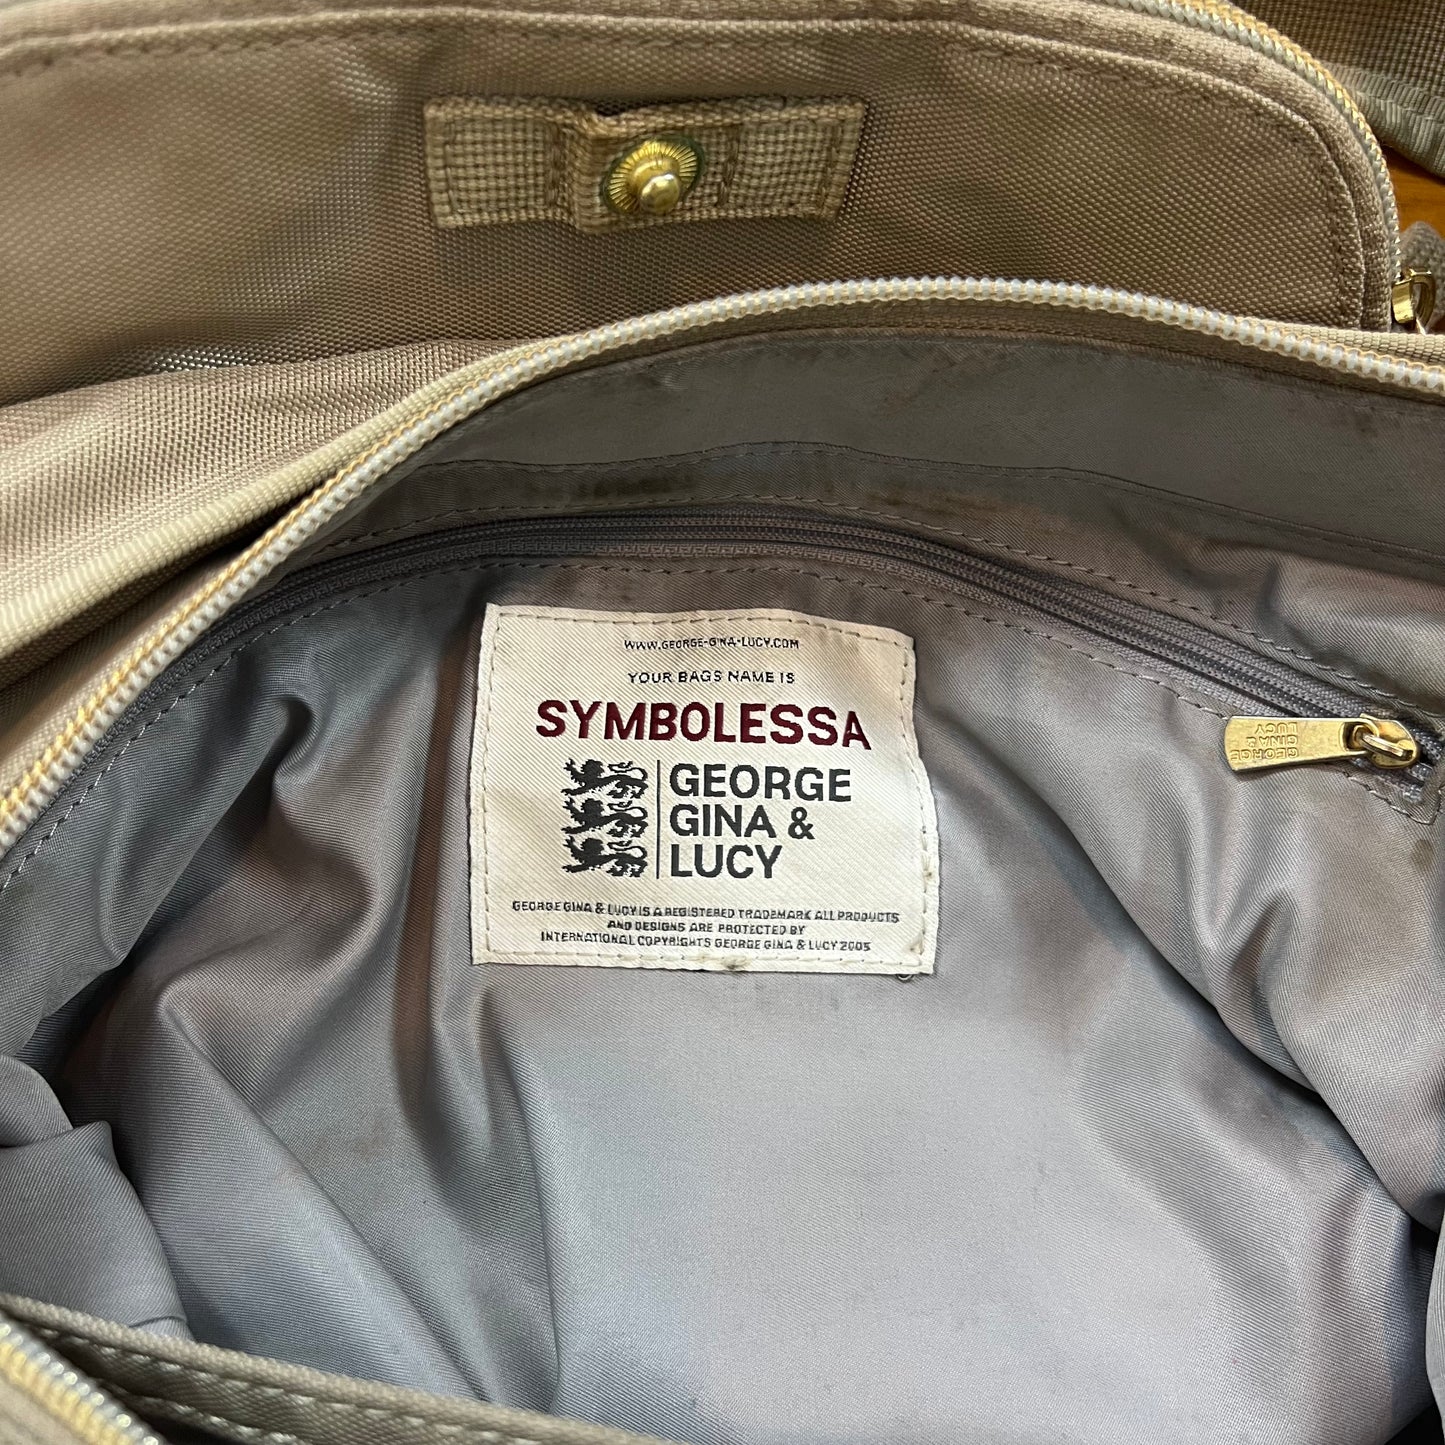 WWW.GEORGE-GINA-LUCY.COM
YOUR BAGS NAME IS
SYMBOLESSA
GEORGE
GINA &
LUCY
GEORGE GINA & LUCY IS A REGISTERED TRADEMARK ALL PRODUCTS
AND DESIGNS ARE PROTECTED BY
INTERNATIONAL COPYRIGHTS GEORGE GINA & LUCY 2005
GEORGE
GINA &
LUCY